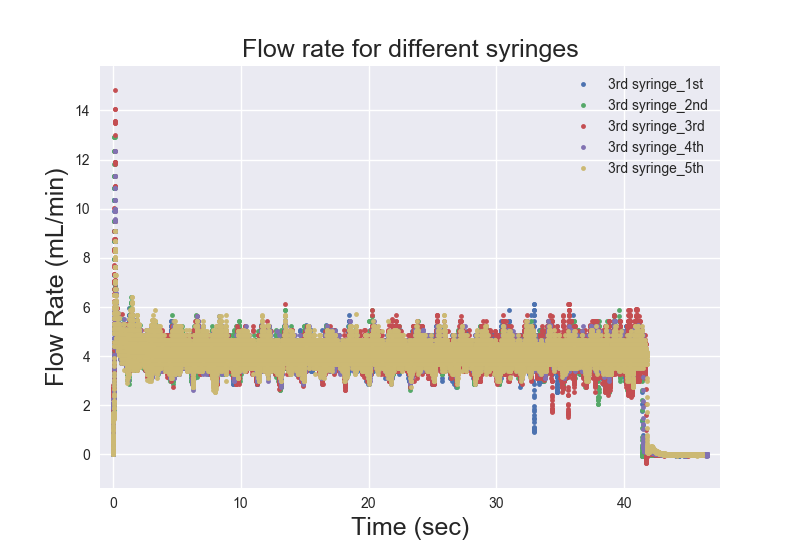 Flow rate for different syringes
3rd syringe_1st
3rd syringe_2nd
3rd syringe_3rd
3rd syringe_4th
3rd syringe_5th
14
12
10
8
6
4
2
0
Flow Rate (mL/min)
0 10 20 30 40
Time (sec)